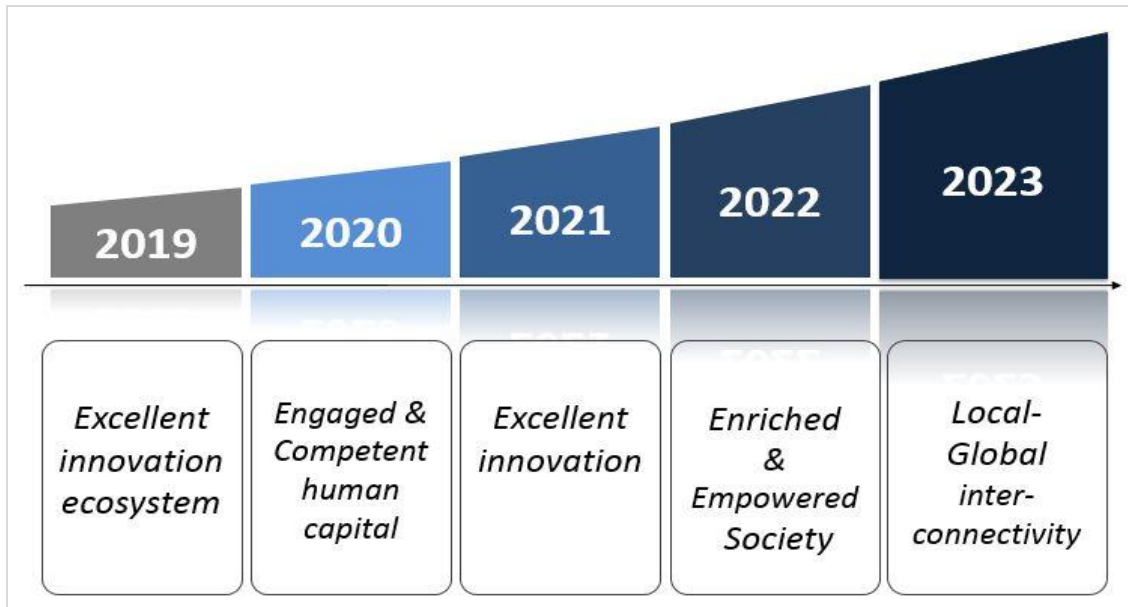 2019
2020
2021
2022
2023
Excellent
innovation
ecosystem
Engaged &
Competent
human
capital
Excellent
innovation
Enriched
&
Empowered
Society
Local-
Global
inter-
connectivity